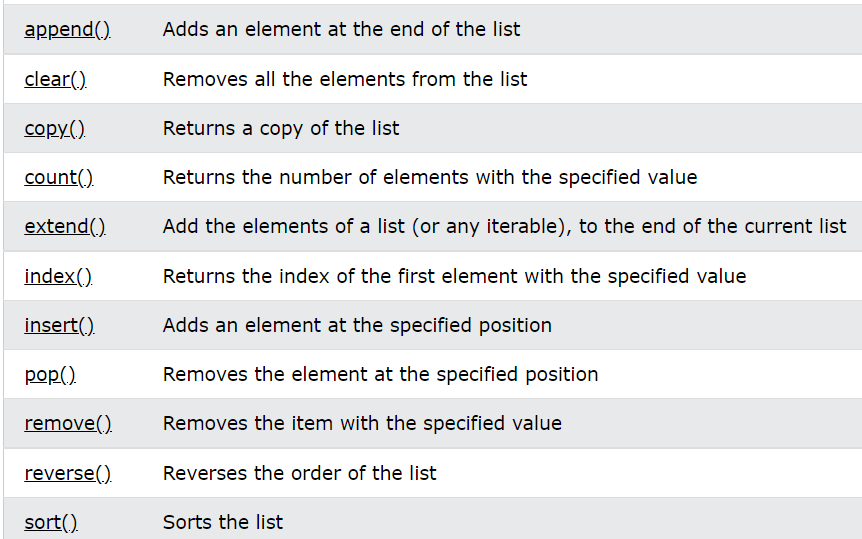 append() Adds an element at the end of the list
clear() Removes all the elements from the list
copy() Returns a copy of the list
count() Returns the number of elements with the specified value
extend() Add the elements of a list (or any iterable), to the end of the current list
index() Returns the index of the first element with the specified value
insert() Adds an element at the specified position
pop() Removes the element at the specified position
remove() Removes the item with the specified value
reverse() Reverses the order of the list
sort() Sorts the list